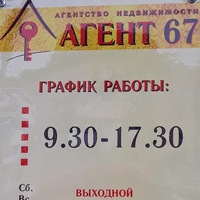 АГЕНТСТВО НЕДВИЖИМОСТИ
АГЕНТ 67
ГРАФИК РАБОТЫ:
9.30-17.30
Сб.
ВЫХОДНОЙ
Вс